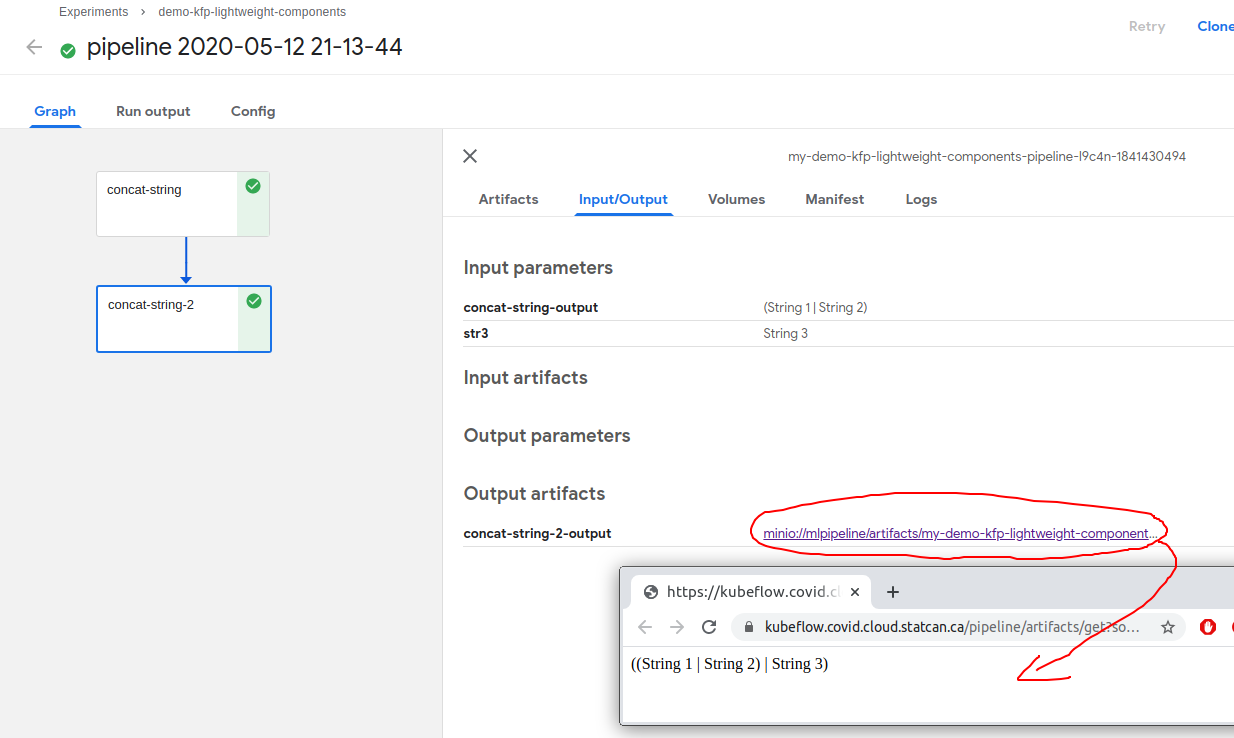 Experiments › demo-kfp-lightweight-components
pipeline 2020-05-12 21-13-44
Retry Clone
Graph Run output Config
concat-string
concat-string-2
my-demo-kfp-lightweight-components-pipeline-l9c4n-1841430494
Artifacts Input/Output Volumes Manifest Logs
Input parameters
concat-string-output (String 1 | String 2)
str3 String 3
Input artifacts
Output parameters
Output artifacts
concat-string-2-output minio://mlpipeline/artifacts/my-demo-kfp-lightweight-component...
https://kubeflow.covid.cl
kubeflow.covid.cloud.statcan.ca/pipeline/artifacts/get?so...
((String 1 | String 2) | String 3)